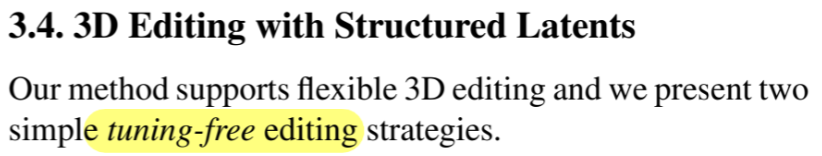 3.4. 3D Editing with Structured Latents
Our method supports flexible 3D editing and we present two
simple tuning-free editing strategies.